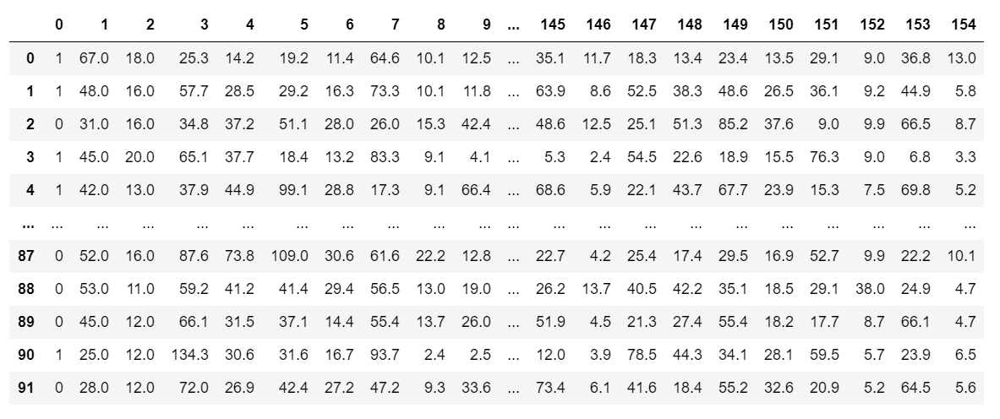 0 1 2 3 4 5 6 7 8 9 ... 145 146 147 148 149 150 151 152 153 154
0 1 67.0 18.0 25.3 14.2 19.2 11.4 64.6 10.1 12.5 ... 35.1 11.7 18.3 13.4 23.4 13.5 29.1 9.0 36.8 13.0
1 1 48.0 16.0 57.7 28.5 29.2 16.3 73.3 10.1 11.8 ... 63.9 8.6 52.5 38.3 48.6 26.5 36.1 9.2 44.9 5.8
2 0 31.0 16.0 34.8 37.2 51.1 28.0 26.0 15.3 42.4 ... 48.6 12.5 25.1 51.3 85.2 37.6 9.0 9.9 66.5 8.7
3 1 45.0 20.0 65.1 37.7 18.4 13.2 83.3 9.1 4.1 ... 5.3 2.4 54.5 22.6 18.9 15.5 76.3 9.0 6.8 3.3
4 1 42.0 13.0 37.9 44.9 99.1 28.8 17.3 9.1 66.4 ... 68.6 5.9 22.1 43.7 67.7 23.9 15.3 7.5 69.8 5.2
... ... ... ... ... ... ... ... ... ... ... ... ... ... ... ... ... ... ... ... ... ...
87 0 52.0 16.0 87.6 73.8 109.0 30.6 61.6 22.2 12.8 ... 22.7 4.2 25.4 17.4 29.5 16.9 52.7 9.9 22.2 10.1
88 0 53.0 11.0 59.2 41.2 41.4 29.4 56.5 13.0 19.0 ... 26.2 13.7 40.5 42.2 35.1 18.5 29.1 38.0 24.9 4.7
89 0 45.0 12.0 66.1 31.5 37.1 14.4 55.4 13.7 26.0 ... 51.9 4.5 21.3 27.4 55.4 18.2 17.7 8.7 66.1 4.7
90 1 25.0 12.0 134.3 30.6 31.6 16.7 93.7 2.4 2.5 ... 12.0 3.9 78.5 44.3 34.1 28.1 59.5 5.7 23.9 6.5
91 0 28.0 12.0 72.0 26.9 42.4 27.2 47.2 9.3 33.6 ... 73.4 6.1 41.6 18.4 55.2 32.6 20.9 5.2 64.5 5.6